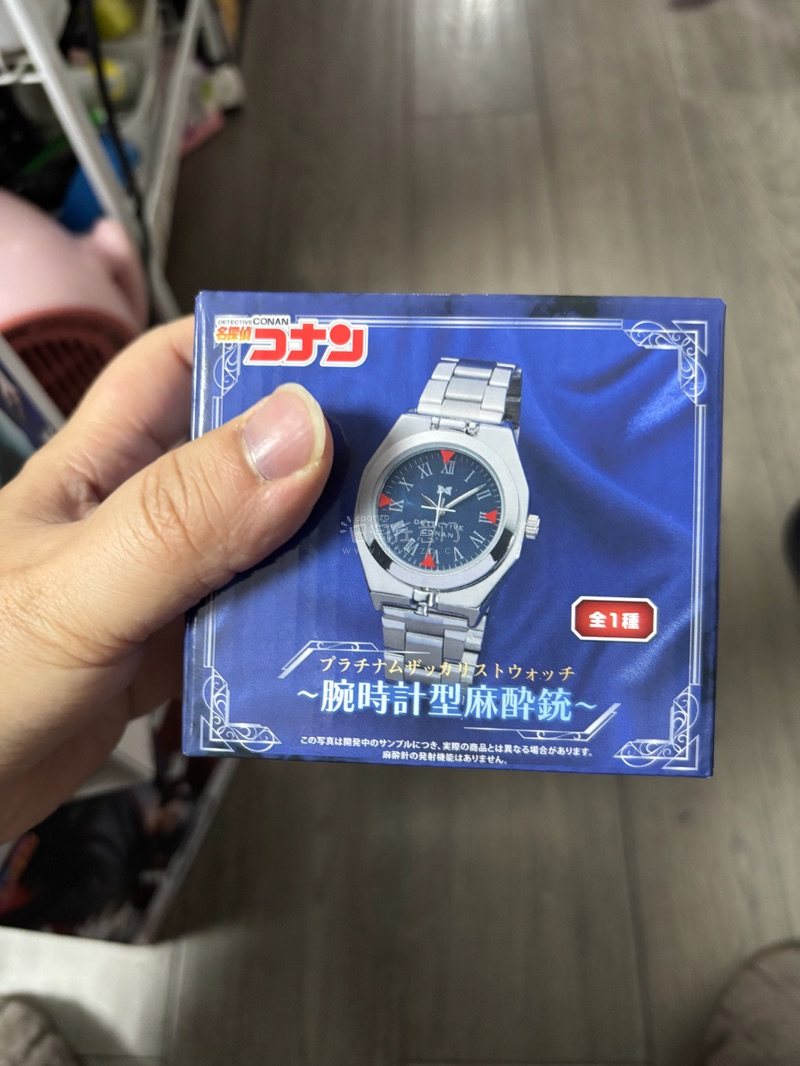 DETECTIVE CONAN
名探偵
コナン
XII
DETECTIVE
CONAN
全1種
プラチナムザッカリストウォッチ
~腕時計型麻酔銃~
この写真は開発中のサンプルにつき、実際の商品とは異なる場合があります。
麻酔針の発射機能はありません。